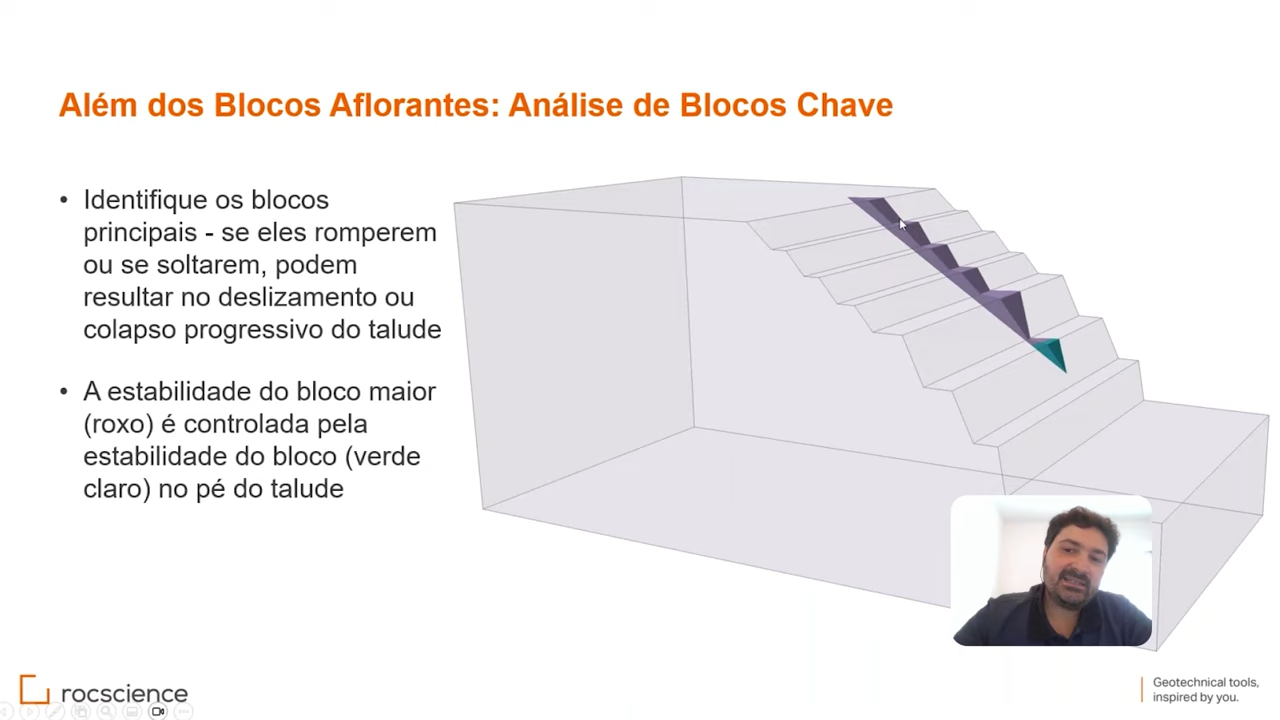 Além dos Blocos Aflorantes: Análise de Blocos Chave
• Identifique os blocos
principais - se eles romperem
ou se soltarem, podem
resultar no deslizamento ou
colapso progressivo do talude
• A estabilidade do bloco maior
(roxo) é controlada pela
estabilidade do bloco (verde
claro) no pé do talude
rocscience
Geotechnical tools,
inspired by you.